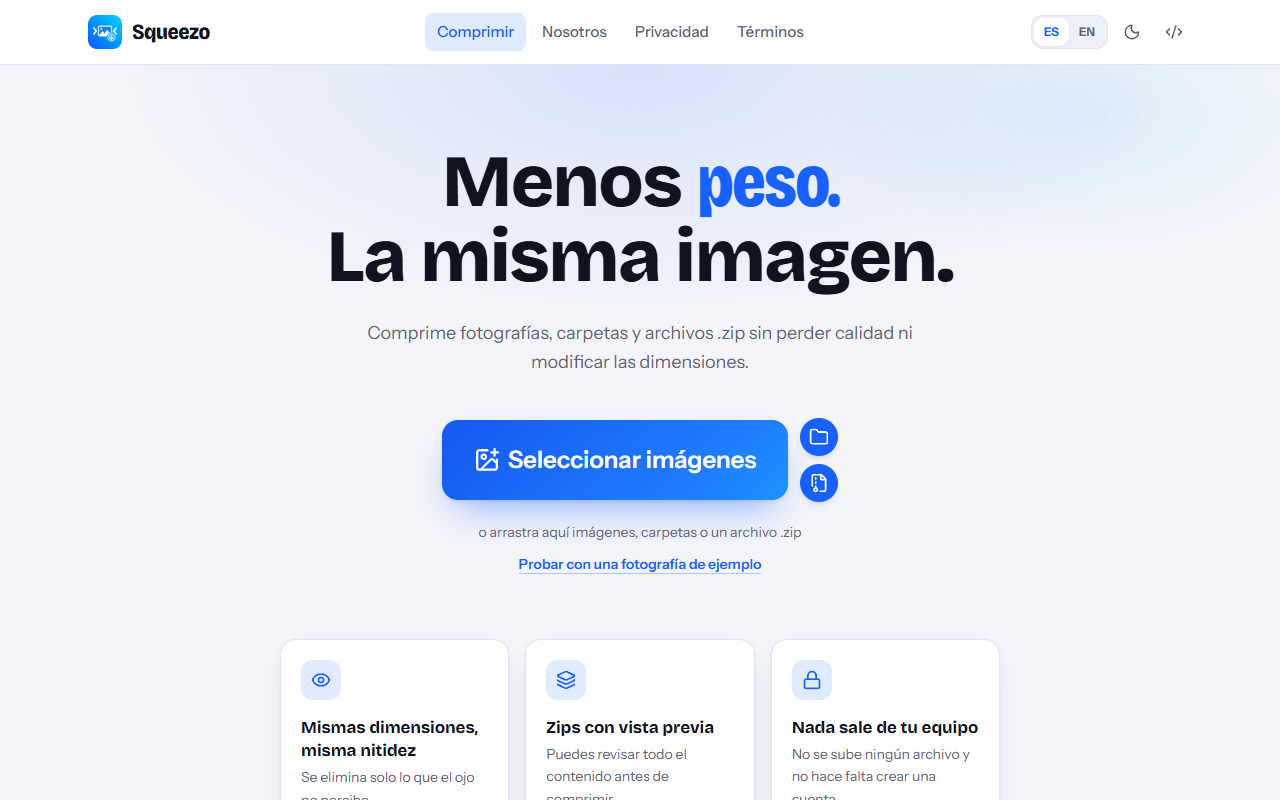 Squeezo
Comprimir
Nosotros
Privacidad
Términos
ES
EN
Menos peso.
La misma imagen.
Comprime fotografías, carpetas y archivos .zip sin perder calidad ni
modificar las dimensiones.
Seleccionar imágenes
o arrastra aquí imágenes, carpetas o un archivo .zip
Probar con una fotografía de ejemplo
Mismas dimensiones,
misma nitidez
Se elimina solo lo que el ojo
no percibe.
Zips con vista previa
Puedes revisar todo el
contenido antes de
comprimir.
Nada sale de tu equipo
No se sube ningún archivo y
no hace falta crear una
cuenta.